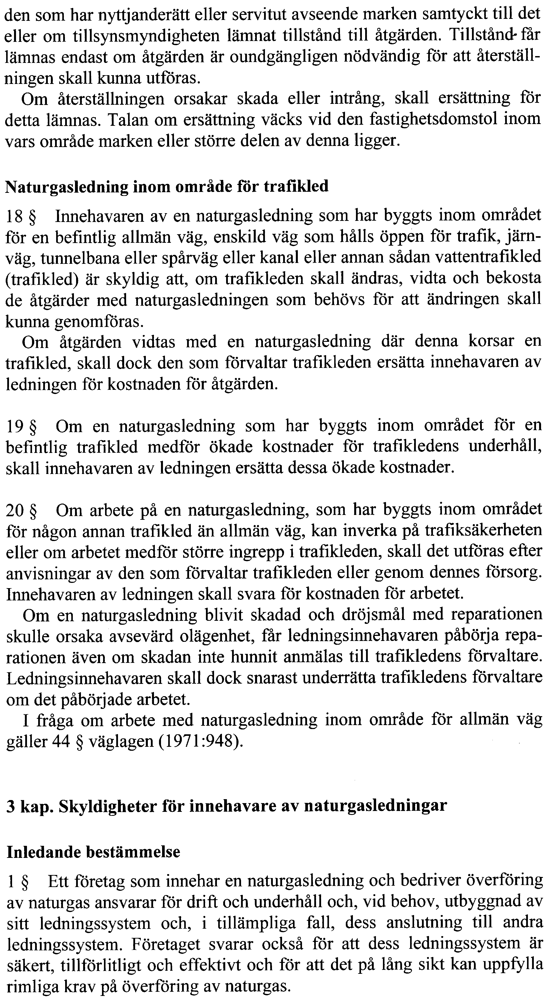 den som har nyttjanderätt eller servitut avseende marken samtyckt till det
eller om tillsynsmyndigheten lämnat tillstånd till åtgärden. Tillstånd får
lämnas endast om åtgärden är oundgängligen nödvändig för att återställ-
ningen skall kunna utföras.
Om återställningen orsakar skada eller intrång, skall ersättning för
detta lämnas. Talan om ersättning väcks vid den fastighetsdomstol inom
vars område marken eller större delen av denna ligger.
Naturgasledning inom område för trafikled
18 § Innehavaren av en naturgasledning som har byggts inom området
för en befintlig allmän väg, enskild väg som hålls öppen för trafik, järn-
väg, tunnelbana eller spårväg eller kanal eller annan sådan vattentrafikled
(trafikled) är skyldig att, om trafikleden skall ändras, vidta och bekosta
de åtgärder med naturgasledningen som behövs för att ändringen skall
kunna genomföras.
Om åtgärden vidtas med en naturgasledning där denna korsar en
trafikled, skall dock den som förvaltar trafikleden ersätta innehavaren av
ledningen för kostnaden för åtgärden.
19 § Om en naturgasledning som har byggts inom området för en
befintlig trafikled medför ökade kostnader för trafikledens underhåll,
skall innehavaren av ledningen ersätta dessa ökade kostnader.
20 § Om arbete på en naturgasledning, som har byggts inom området
för någon annan trafikled än allmän väg, kan inverka på trafiksäkerheten
eller om arbetet medför större ingrepp i trafikleden, skall det utföras efter
anvisningar av den som förvaltar trafikleden eller genom dennes försorg.
Innehavaren av ledningen skall svara för kostnaden för arbetet.
Om en naturgasledning blivit skadad och dröjsmål med reparationen
skulle orsaka avsevärd olägenhet, får ledningsinnehavaren påbörja repa-
rationen även om skadan inte hunnit anmälas till trafikledens förvaltare.
Ledningsinnehavaren skall dock snarast underrätta trafikledens förvaltare
om det påbörjade arbetet.
I fråga om arbete med naturgasledning inom område för allmän väg
gäller 44 § väglagen (1971:948).
3 kap. Skyldigheter för innehavare av naturgasledningar
Inledande bestämmelse
1 § Ett företag som innehar en naturgasledning och bedriver överföring
av naturgas ansvarar för drift och underhåll och, vid behov, utbyggnad av
sitt ledningssystem och, i tillämpliga fall, dess anslutning till andra
ledningssystem. Företaget svarar också för att dess ledningssystem är
säkert, tillförlitligt och effektivt och för att det på lång sikt kan uppfylla
rimliga krav på överföring av naturgas.